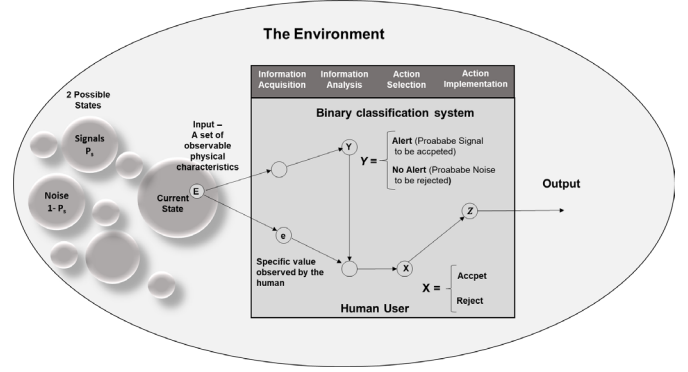 The Environment
Information
Acquisition
Information
Analysis
Action
Selection
Action
Implementation
2 Possible
States
Signals
Ps
Noise
1- Ps
Input –
A set of
observable
physical
characteristics
Current
State
E
Binary classification system
Y
Y =
Alert (Probabe Signal
to be accpeted)
No Alert (Proabable Noise
to be rejected)
e
Specific value
observed by the
human
X
Z
Output
X =
Accpet
Reject
Human User